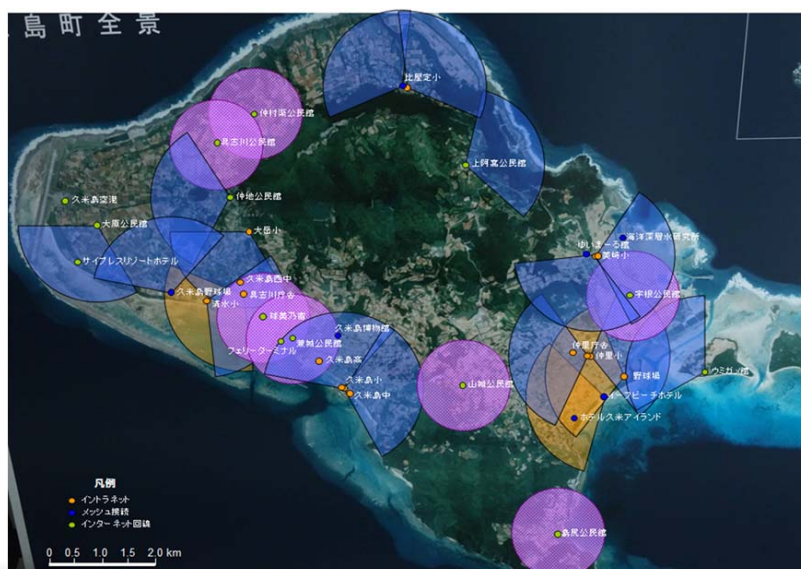 島町全景
比屋定小
仲村渠公民館
具志川公民館
上阿嘉公民館
仲地公民館
久米島空港
大原公民館
大岳小
海洋深層水研究所
ゆいまーる館
美崎小
サイプレスリゾートホテル
久米島西中
久米島野球場
具志川庁舎
清水小
宇根公民館
球美乃宿
久米島博物館
兼城公民館
フェリーターミナル
久米島高
仲里庁舎
仲里小
久米島小
久米島中
山城公民館
野球場
ウミガメ館
イーフビーチホテル
ホテル久米アイランド
島尻公民館
凡例
イントラネット
メッシュ接続
インターネット回線
0 0.5 1.0 2.0 km